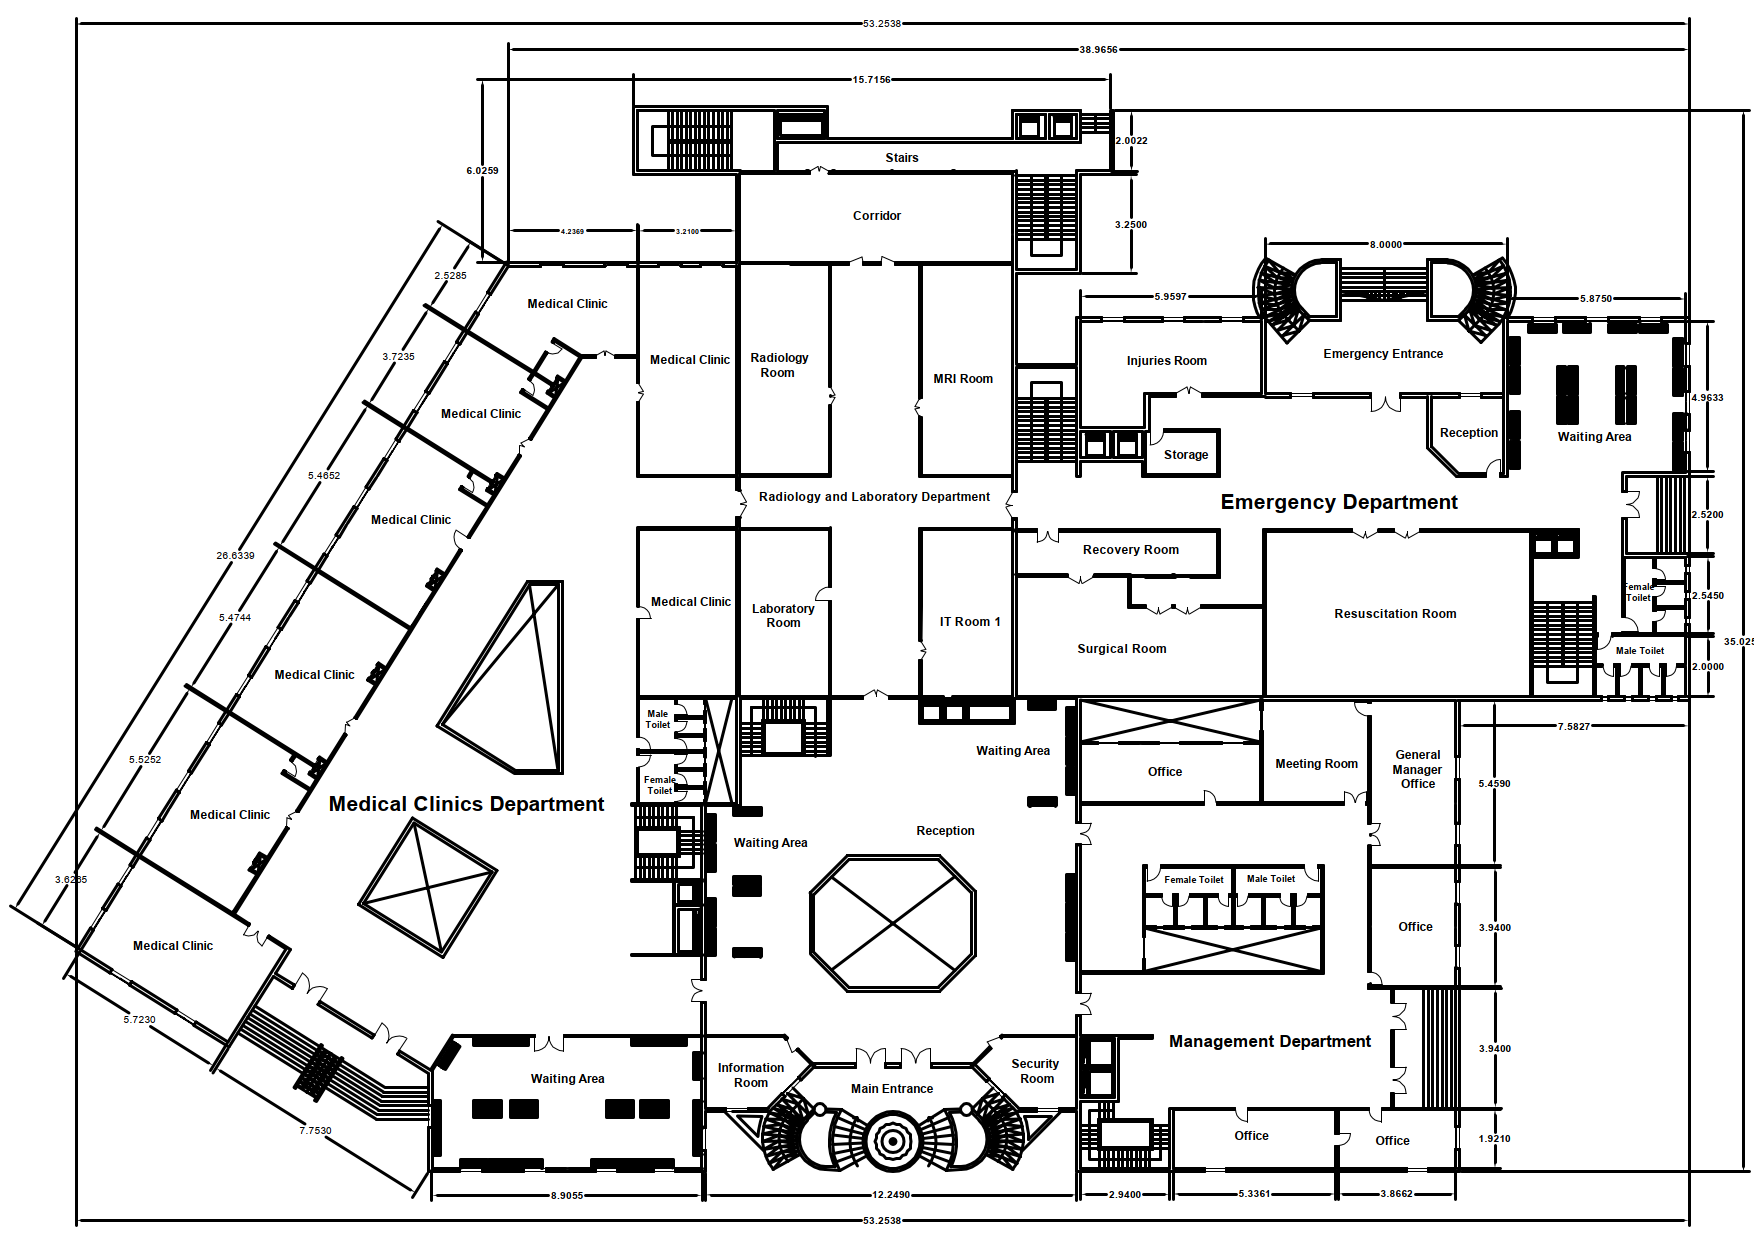 53.2538
38.9656
15.7156
2.0022
Stairs
6.0259
Corridor
3.2500
4.2369
3.2100
8.0000
2.5285
5.9597
5.8750
Medical Clinic
3.7235
Medical Clinic
Radiology
Room
MRI Room
Injuries Room
Emergency Entrance
4.9633
Medical Clinic
Reception
Waiting Area
Storage
5.4652
Radiology and Laboratory Department
Emergency Department
2.5200
Medical Clinic
26.6339
Recovery Room
Female
Toilet
2.5450
Medical Clinic
Laboratory
Room
IT Room 1
Resuscitation Room
5.4744
35.025
Surgical Room
Male Toilet
2.0000
Medical Clinic
Male
Toilet
7.5827
5.5252
Waiting Area
Office
Meeting Room
General
Manager
Office
5.4590
Female
Toilet
Medical Clinics Department
Medical Clinic
Waiting Area
Reception
3.6265
Female Toilet
Male Toilet
Office
3.9400
Medical Clinic
5.7230
Management Department
3.9400
Information
Room
Security
Room
Waiting Area
Main Entrance
7.7530
Office
Office
1.9210
8.9055
12.2490
2.9400
5.3361
3.8662
53.2538